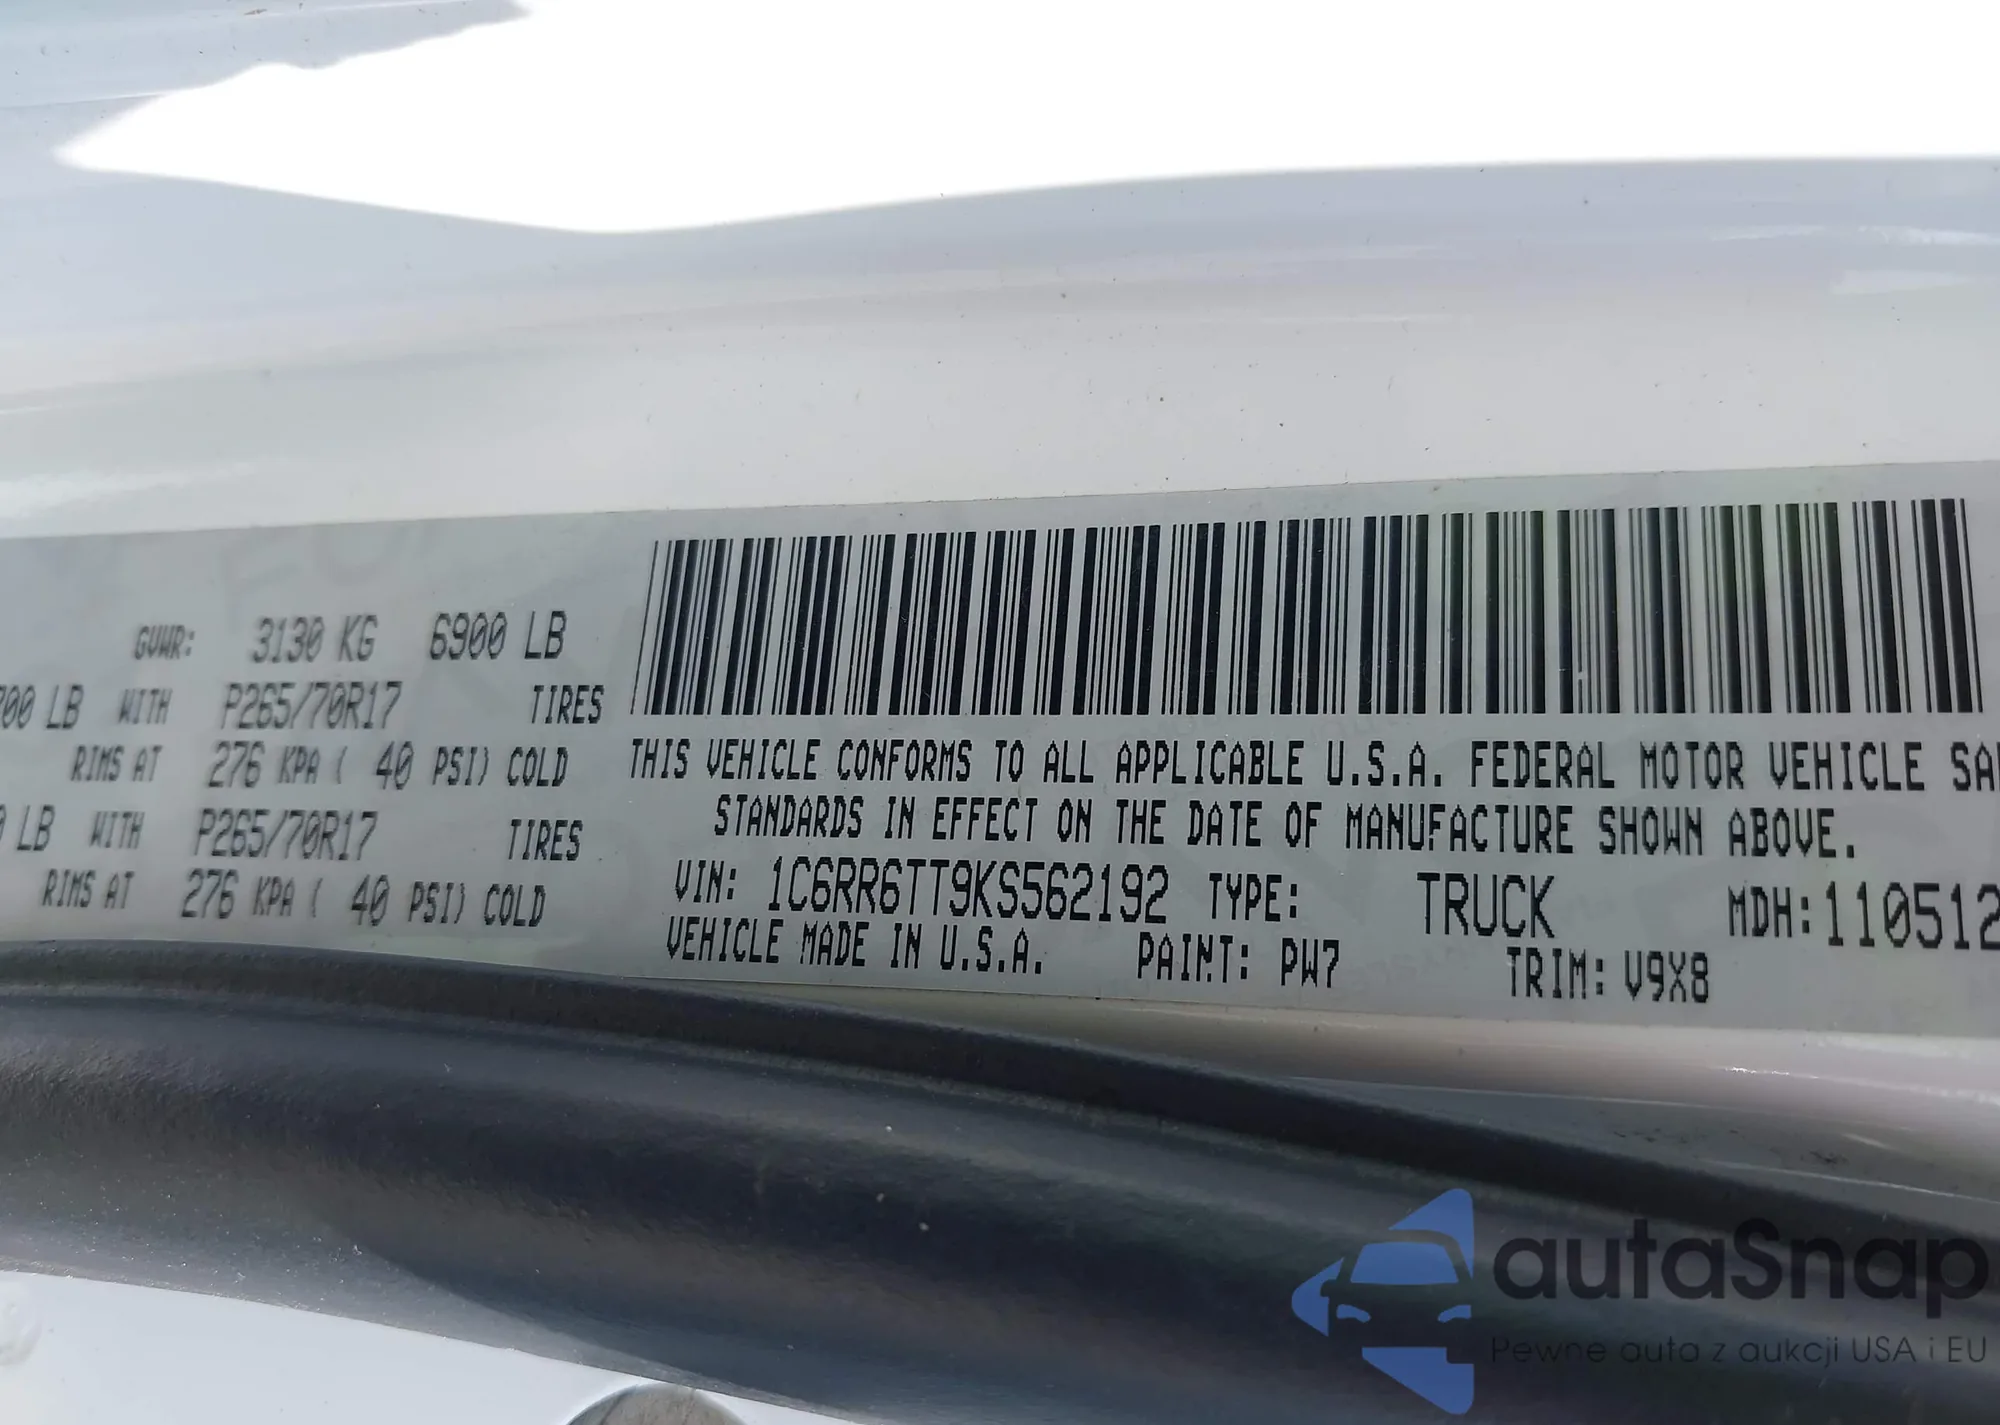 GVWR: 3130 KG 6900 LB
700 LB WITH P265/70R17 TIRES
RIMS AT 276 KPA ( 40 PSI) COLD
LB WITH P265/70R17 TIRES
RIMS AT 276 KPA ( 40 PSI) COLD
THIS VEHICLE CONFORMS TO ALL APPLICABLE U.S.A. FEDERAL MOTOR VEHICLE SA
STANDARDS IN EFFECT ON THE DATE OF MANUFACTURE SHOWN ABOVE.
VIN: 1C6RR6TT9KS562192 TYPE: TRUCK MDH:110512
VEHICLE MADE IN U.S.A. PAINT: PW7 TRIM: V9X8
autaSnap
Pewne auta z aukcji USA i EU